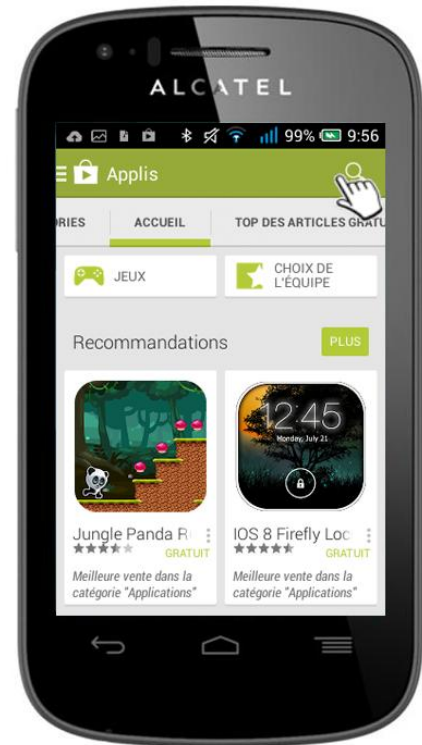 ALCATEL
99% 9:56
Applis
RIES ACCUEIL TOP DES ARTICLES GRATU
JEUX
CHOIX DE
L'ÉQUIPE
Recommandations PLUS
12:45
Monday, July 21
Jungle Panda R IOS 8 Firefly Loc
GRATUIT GRATUIT
Meilleure vente dans la
catégorie "Applications"
Meilleure vente dans la
catégorie "Applications"